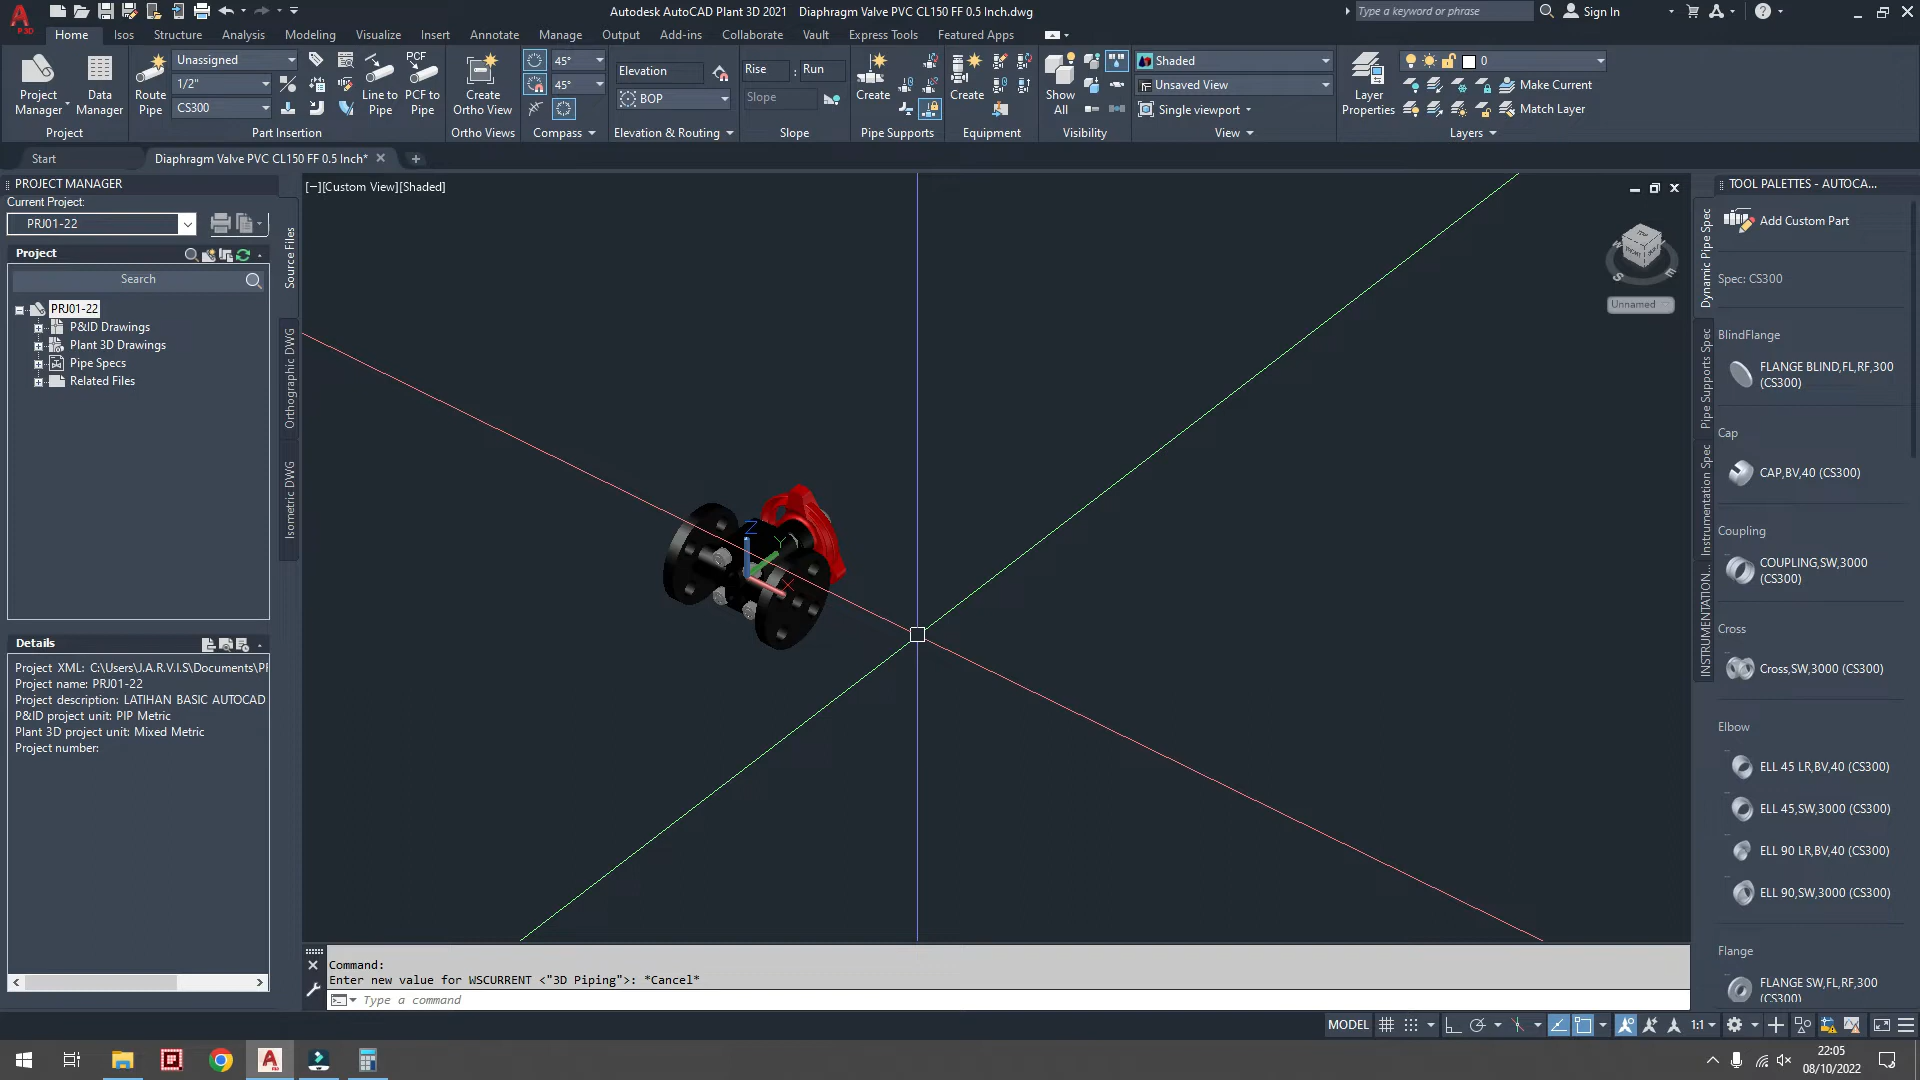 Autodesk AutoCAD Plant 3D 2021 Diaphragm Valve PVC CL150 FF 0.5 Inch.dwg
Type a keyword or phrase
Sign In
Home Isos Structure Analysis Modeling Visualize Insert Annotate Manage Output Add-ins Collaborate Vault Express Tools Featured Apps
Project Manager
Data Manager
Project
Route Pipe
Unassigned
1/2"
CS300
Line to Pipe
PCF
PCF to Pipe
Part Insertion
Create Ortho View
Ortho Views
45°
45°
Compass
Elevation
BOP
Elevation & Routing
Rise : Run
Slope
Slope
Create
Pipe Supports
Create
Equipment
Show All
Visibility
Shaded
Unsaved View
Single viewport
View
Layer Properties
0
Make Current
Match Layer
Layers
Start
Diaphragm Valve PVC CL150 FF 0.5 Inch*
PROJECT MANAGER
Current Project:
PRJ01-22
Project
Search
PRJ01-22
P&ID Drawings
Plant 3D Drawings
Pipe Specs
Related Files
Source Files
Orthographic DWG
Isometric DWG
Details
Project XML: C:\Users\J.A.R.V.I.S\Documents\PR
Project name: PRJ01-22
Project description: LATIHAN BASIC AUTOCAD
P&ID project unit: PIP Metric
Plant 3D project unit: Mixed Metric
Project number:
[−][Custom View][Shaded]
Z
Y
X
TOP
W
S
E
Unnamed
Command:
Enter new value for WSCURRENT <"3D Piping">: *Cancel*
Type a command
TOOL PALETTES - AUTOCA...
Dynamic Pipe Spec
Pipe Supports Spec
Instrumentation Spec
INSTRUMENTATION...
Add Custom Part
Spec: CS300
BlindFlange
FLANGE BLIND,FL,RF,300
(CS300)
Cap
CAP,BV,40 (CS300)
Coupling
COUPLING,SW,3000
(CS300)
Cross
Cross,SW,3000 (CS300)
Elbow
ELL 45 LR,BV,40 (CS300)
ELL 45,SW,3000 (CS300)
ELL 90 LR,BV,40 (CS300)
ELL 90,SW,3000 (CS300)
Flange
FLANGE SW,FL,RF,300
(CS300)
MODEL
1:1
22:05
08/10/2022